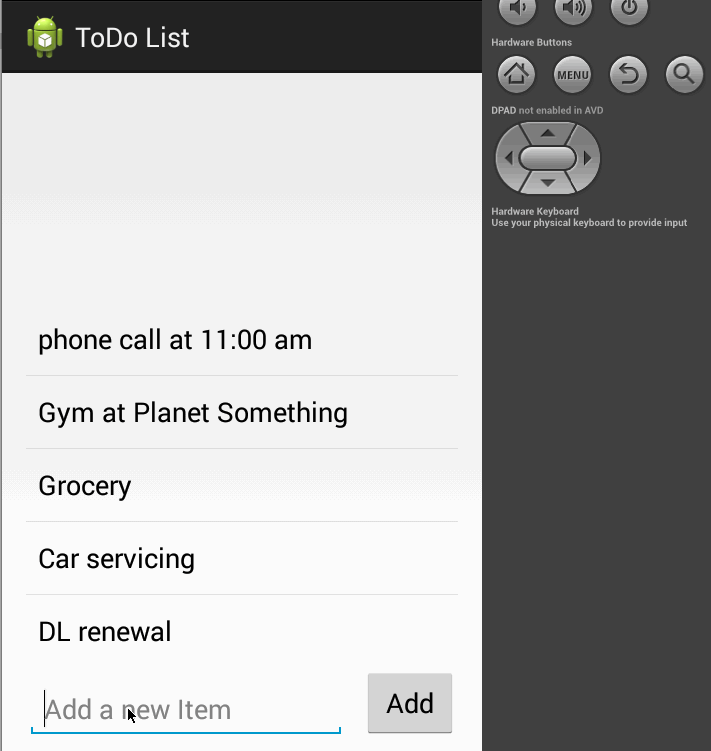 ToDo List
phone call at 11:00 am
Gym at Planet Something
Grocery
Car servicing
DL renewal
Add a new Item
Add
Hardware Buttons
MENU
DPAD not enabled in AVD
Hardware Keyboard
Use your physical keyboard to provide input